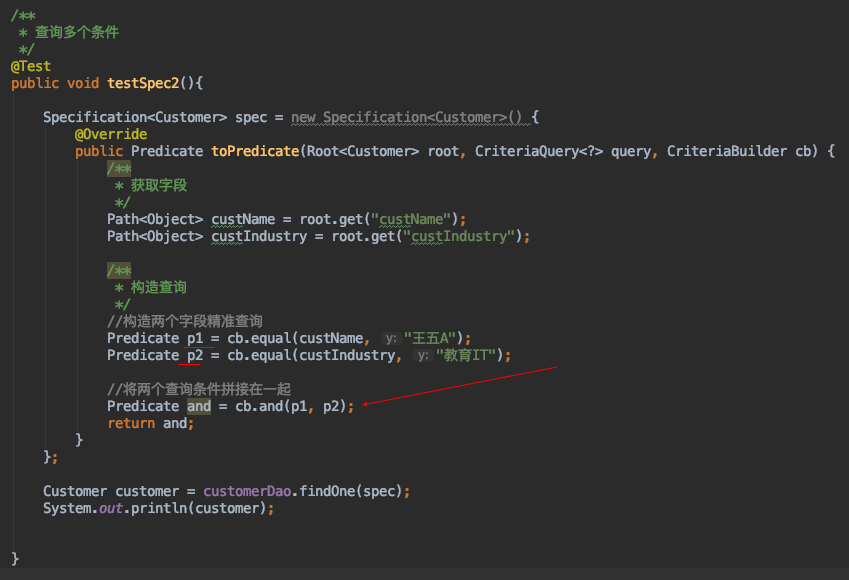 /**
 * 查询多个条件
 */
@Test
public void testSpec2(){
Specification<Customer> spec = new Specification<Customer>() {
@Override
public Predicate toPredicate(Root<Customer> root, CriteriaQuery<?> query, CriteriaBuilder cb) {
/**
 * 获取字段
 */
Path<Object> custName = root.get("custName");
Path<Object> custIndustry = root.get("custIndustry");
/**
 * 构造查询
 */
//构造两个字段精准查询
Predicate p1 = cb.equal(custName, y: "王五A");
Predicate p2 = cb.equal(custIndustry, y: "教育IT");
//将两个查询条件拼接在一起
Predicate and = cb.and(p1, p2);
return and;
}
};
Customer customer = customerDao.findOne(spec);
System.out.println(customer);
}